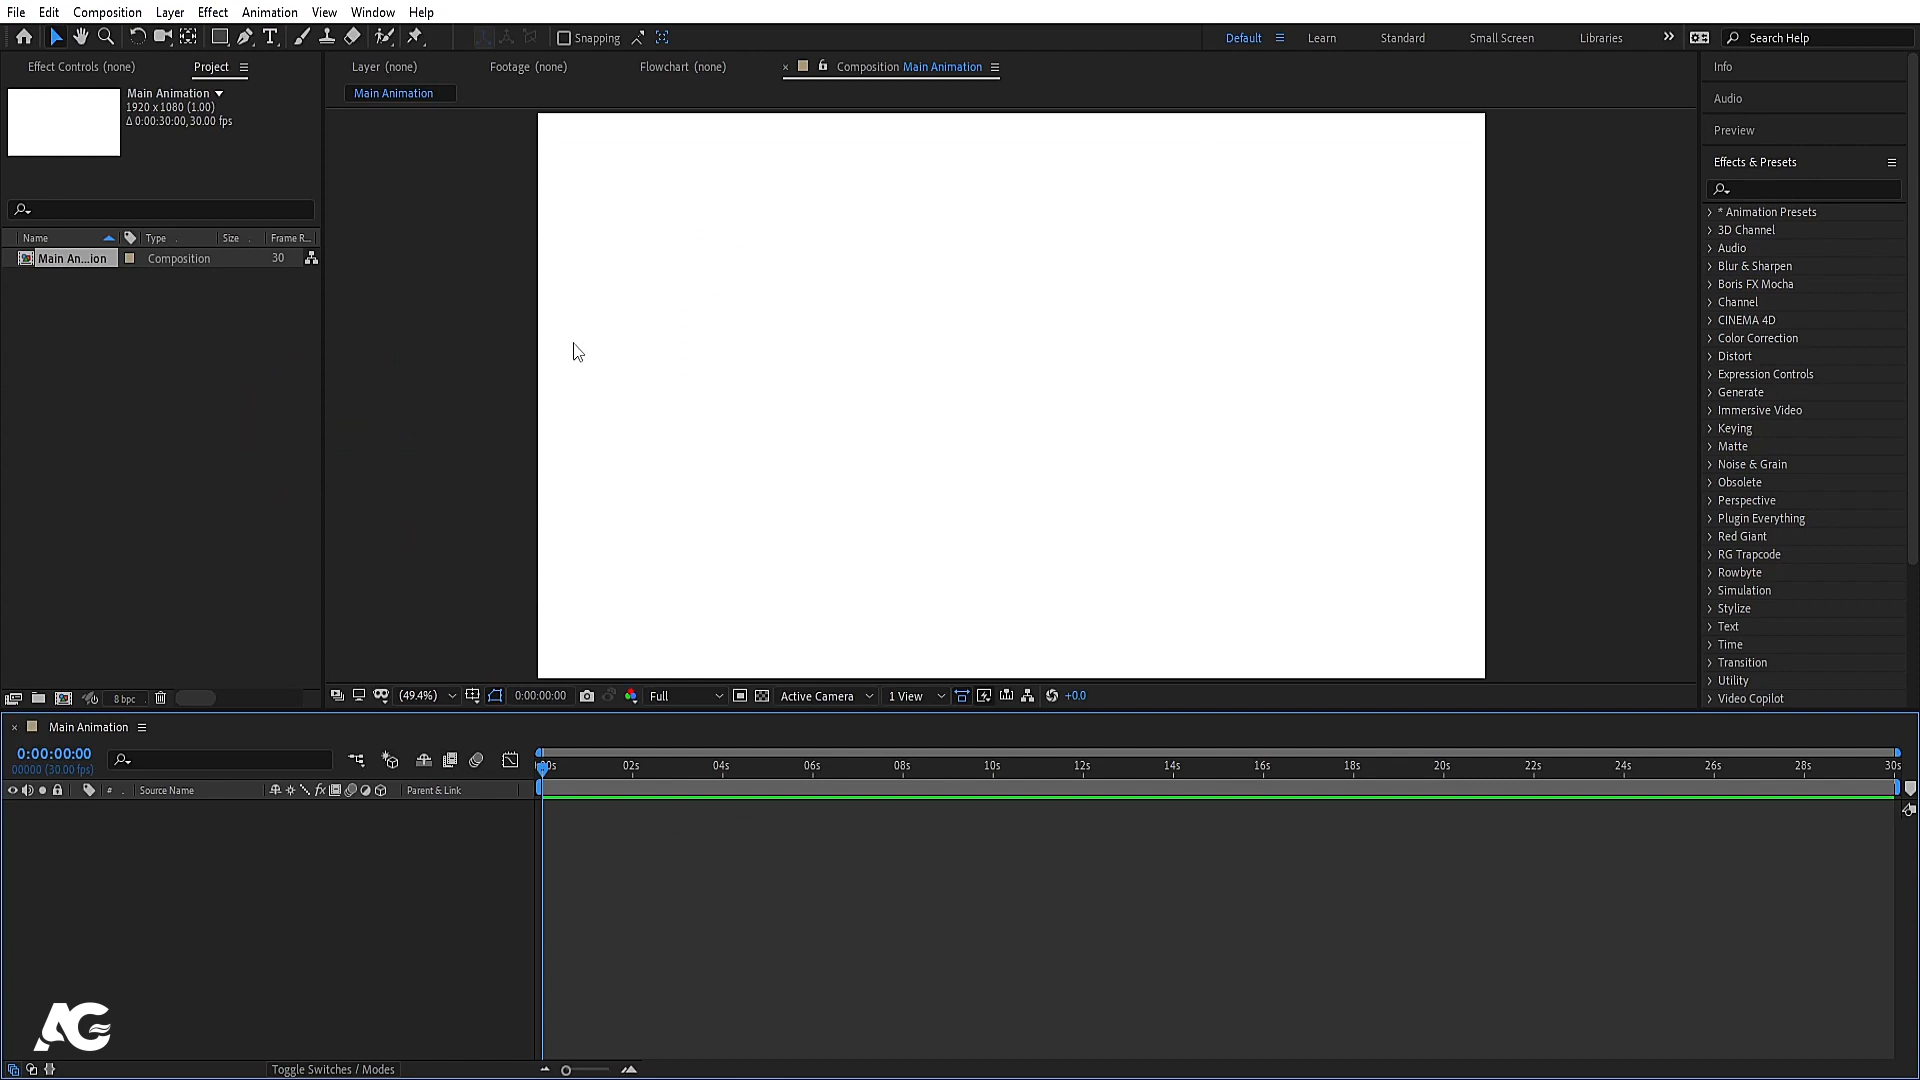 File Edit Composition Layer Effect Animation View Window Help
Snapping
Default Learn Standard Small Screen Libraries Search Help
Effect Controls (none) Project
Main Animation
1920 x 1080 (1.00)
Δ 0:00:30:00, 30.00 fps
Name Type Size Frame R...
Main An...ion Composition 30
8 bpc
Layer (none) Footage (none) Flowchart (none) × Composition Main Animation
Main Animation
(49.4%) 0:00:00:00 Full Active Camera 1 View +0.0
Info
Audio
Preview
Effects & Presets
* Animation Presets
3D Channel
Audio
Blur & Sharpen
Boris FX Mocha
Channel
CINEMA 4D
Color Correction
Distort
Expression Controls
Generate
Immersive Video
Keying
Matte
Noise & Grain
Obsolete
Perspective
Plugin Everything
Red Giant
RG Trapcode
Rowbyte
Simulation
Stylize
Text
Time
Transition
Utility
Video Copilot
× Main Animation
0:00:00:00
00000 (30.00 fps)
00s 02s 04s 06s 08s 10s 12s 14s 16s 18s 20s 22s 24s 26s 28s 30s
# Source Name fx Parent & Link
AG
Toggle Switches / Modes